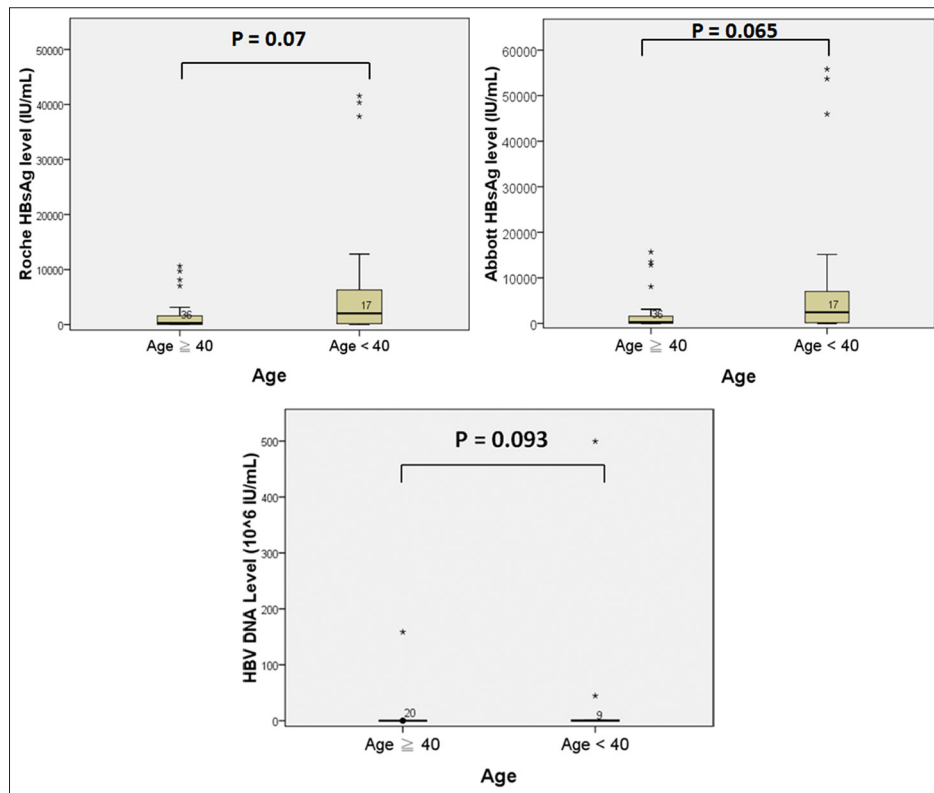 P = 0.07
Roche HBsAg level (IU/mL)
50000
40000
30000
20000
10000
0
36
17
Age ≧ 40
Age < 40
Age
P = 0.065
Abbott HBsAg level (IU/mL)
60000
50000
40000
30000
20000
10000
0
36
17
Age ≧ 40
Age < 40
Age
P = 0.093
HBV DNA Level (10^6 IU/mL)
500
400
300
200
100
0
20
9
Age ≧ 40
Age < 40
Age